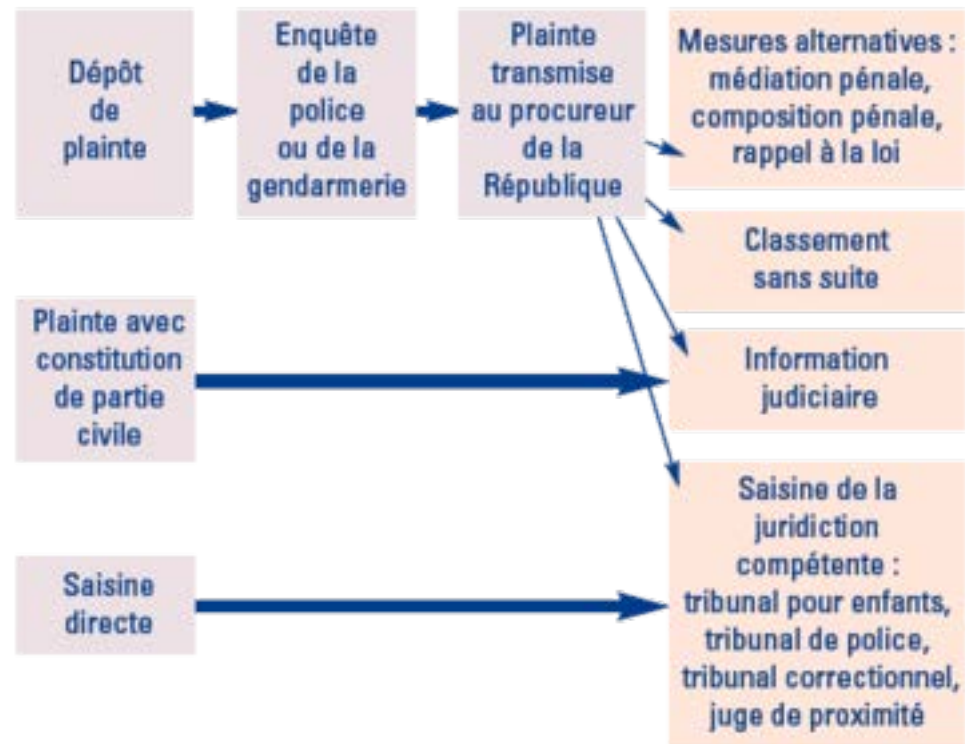 Dépôt
de
plainte
Enquête
de la
police
ou de la
gendarmerie
Plainte
transmise
au procureur
de la
République
Mesures alternatives :
médiation pénale,
composition pénale,
rappel à la loi
Classement
sans suite
Plainte avec
constitution
de partie
civile
Information
judiciaire
Saisine
directe
Saisine de la
juridiction
compétente :
tribunal pour enfants,
tribunal de police,
tribunal correctionnel,
juge de proximité